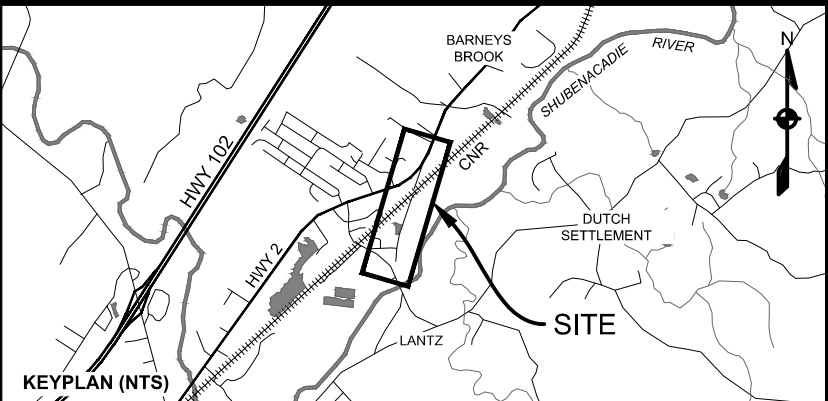 BARNEYS
BROOK
SHUBENACADIE RIVER
N
HWY 102
CNR
DUTCH
SETTLEMENT
HWY 2
SITE
LANTZ
KEYPLAN (NTS)